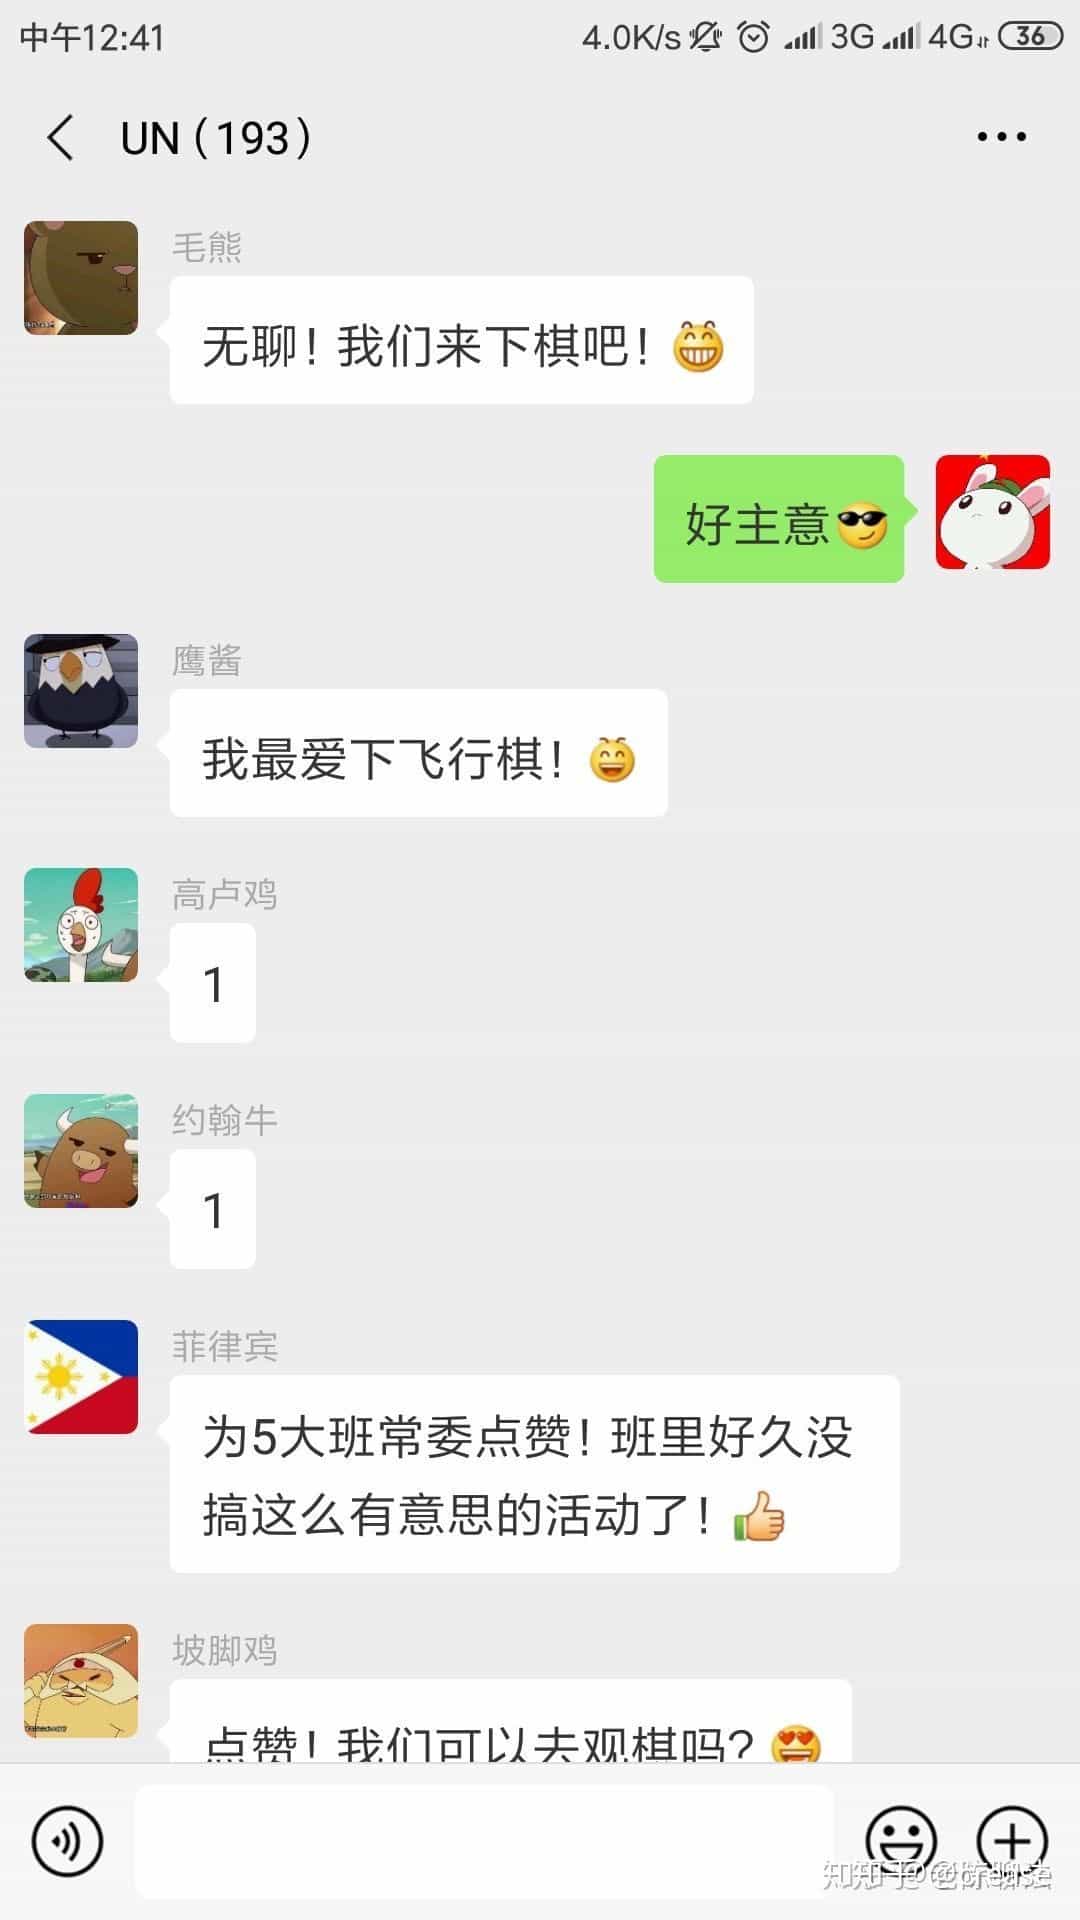 中午12:41
4.0K/s 3G 4G 36
UN（193）
毛熊
无聊！我们来下棋吧！😁
好主意😎
鹰酱
我最爱下飞行棋！😄
高卢鸡
1
约翰牛
1
菲律宾
为5大班常委点赞！班里好久没
搞这么有意思的活动了！👍
坡脚鸡
点赞！我们可以去观棋吗？😍